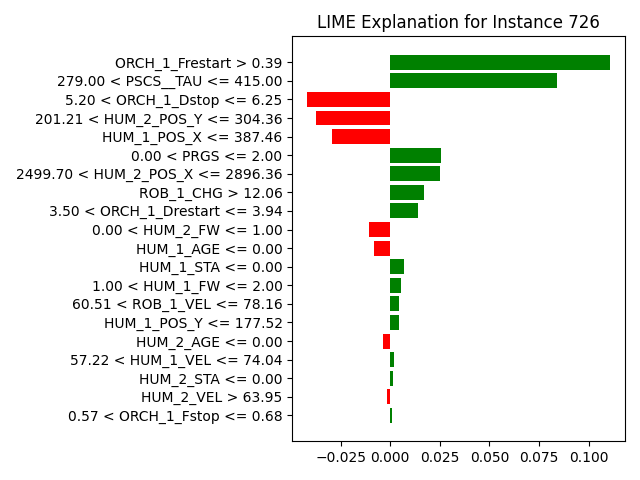 LIME Explanation for Instance 726
ORCH_1_Frestart > 0.39
279.00 < PSCS__TAU <= 415.00
5.20 < ORCH_1_Dstop <= 6.25
201.21 < HUM_2_POS_Y <= 304.36
HUM_1_POS_X <= 387.46
0.00 < PRGS <= 2.00
2499.70 < HUM_2_POS_X <= 2896.36
ROB_1_CHG > 12.06
3.50 < ORCH_1_Drestart <= 3.94
0.00 < HUM_2_FW <= 1.00
HUM_1_AGE <= 0.00
HUM_1_STA <= 0.00
1.00 < HUM_1_FW <= 2.00
60.51 < ROB_1_VEL <= 78.16
HUM_1_POS_Y <= 177.52
HUM_2_AGE <= 0.00
57.22 < HUM_1_VEL <= 74.04
HUM_2_STA <= 0.00
HUM_2_VEL > 63.95
0.57 < ORCH_1_Fstop <= 0.68
−0.025 0.000 0.025 0.050 0.075 0.100